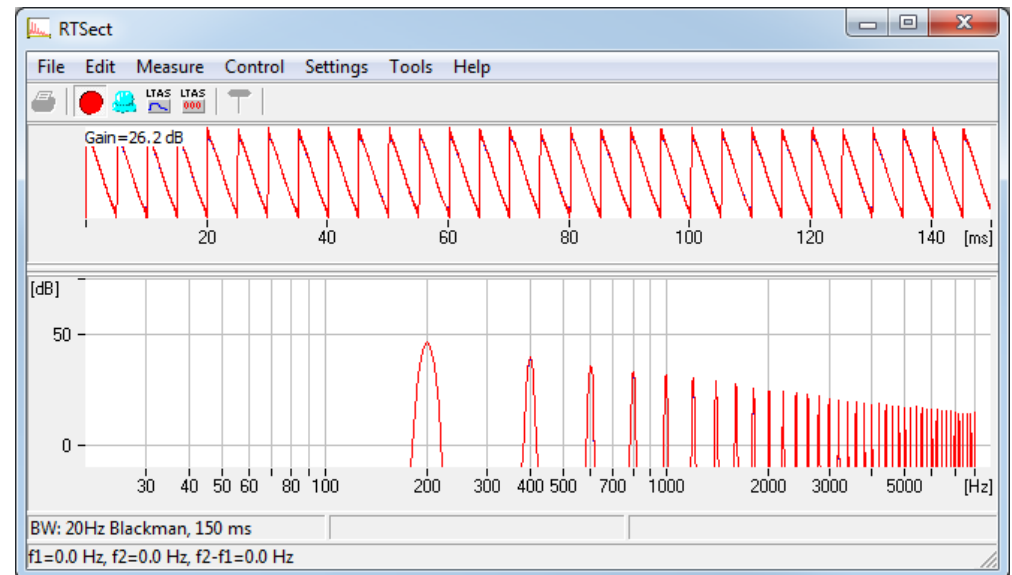 RTSect
File Edit Measure Control Settings Tools Help
LTAS LTAS
000
Gain=26.2 dB
20 40 60 80 100 120 140 [ms]
[dB]
50
0
30 40 50 60 80 100 200 300 400 500 700 1000 2000 3000 5000 [Hz]
BW: 20Hz Blackman, 150 ms
f1=0.0 Hz, f2=0.0 Hz, f2-f1=0.0 Hz